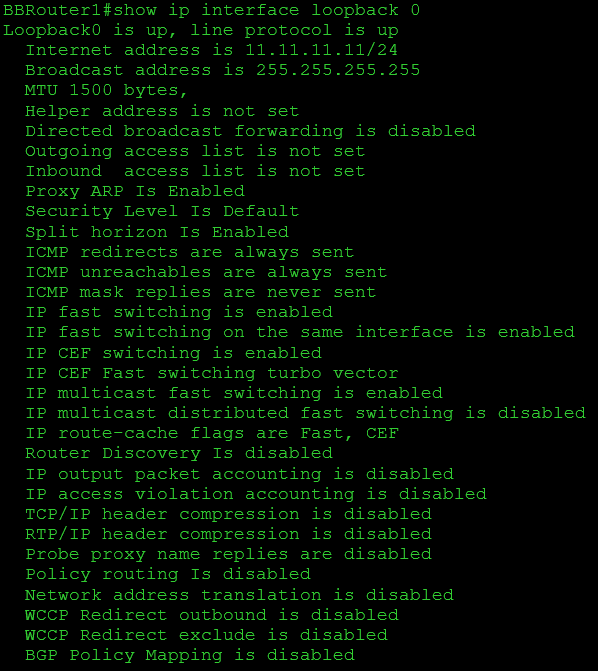 BBRouter1#show ip interface loopback 0
Loopback0 is up, line protocol is up
Internet address is 11.11.11.11/24
Broadcast address is 255.255.255.255
MTU 1500 bytes,
Helper address is not set
Directed broadcast forwarding is disabled
Outgoing access list is not set
Inbound  access list is not set
Proxy ARP Is Enabled
Security Level Is Default
Split horizon Is Enabled
ICMP redirects are always sent
ICMP unreachables are always sent
ICMP mask replies are never sent
IP fast switching is enabled
IP fast switching on the same interface is enabled
IP CEF switching is enabled
IP CEF Fast switching turbo vector
IP multicast fast switching is enabled
IP multicast distributed fast switching is disabled
IP route-cache flags are Fast, CEF
Router Discovery Is disabled
IP output packet accounting is disabled
IP access violation accounting is disabled
TCP/IP header compression is disabled
RTP/IP header compression is disabled
Probe proxy name replies are disabled
Policy routing Is disabled
Network address translation is disabled
WCCP Redirect outbound is disabled
WCCP Redirect exclude is disabled
BGP Policy Mapping is disabled